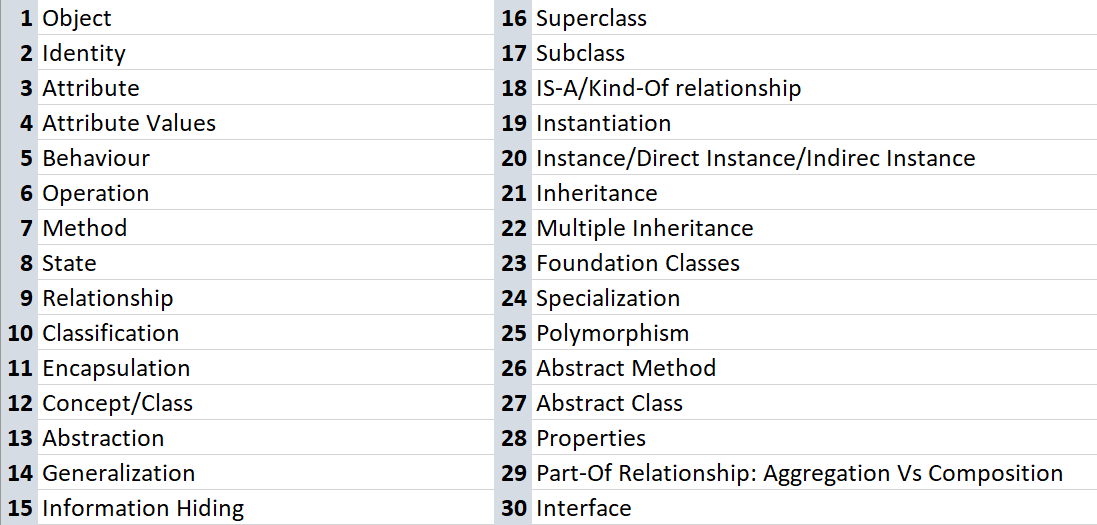 1 Object
2 Identity
3 Attribute
4 Attribute Values
5 Behaviour
6 Operation
7 Method
8 State
9 Relationship
10 Classification
11 Encapsulation
12 Concept/Class
13 Abstraction
14 Generalization
15 Information Hiding
16 Superclass
17 Subclass
18 IS-A/Kind-Of relationship
19 Instantiation
20 Instance/Direct Instance/Indirec Instance
21 Inheritance
22 Multiple Inheritance
23 Foundation Classes
24 Specialization
25 Polymorphism
26 Abstract Method
27 Abstract Class
28 Properties
29 Part-Of Relationship: Aggregation Vs Composition
30 Interface